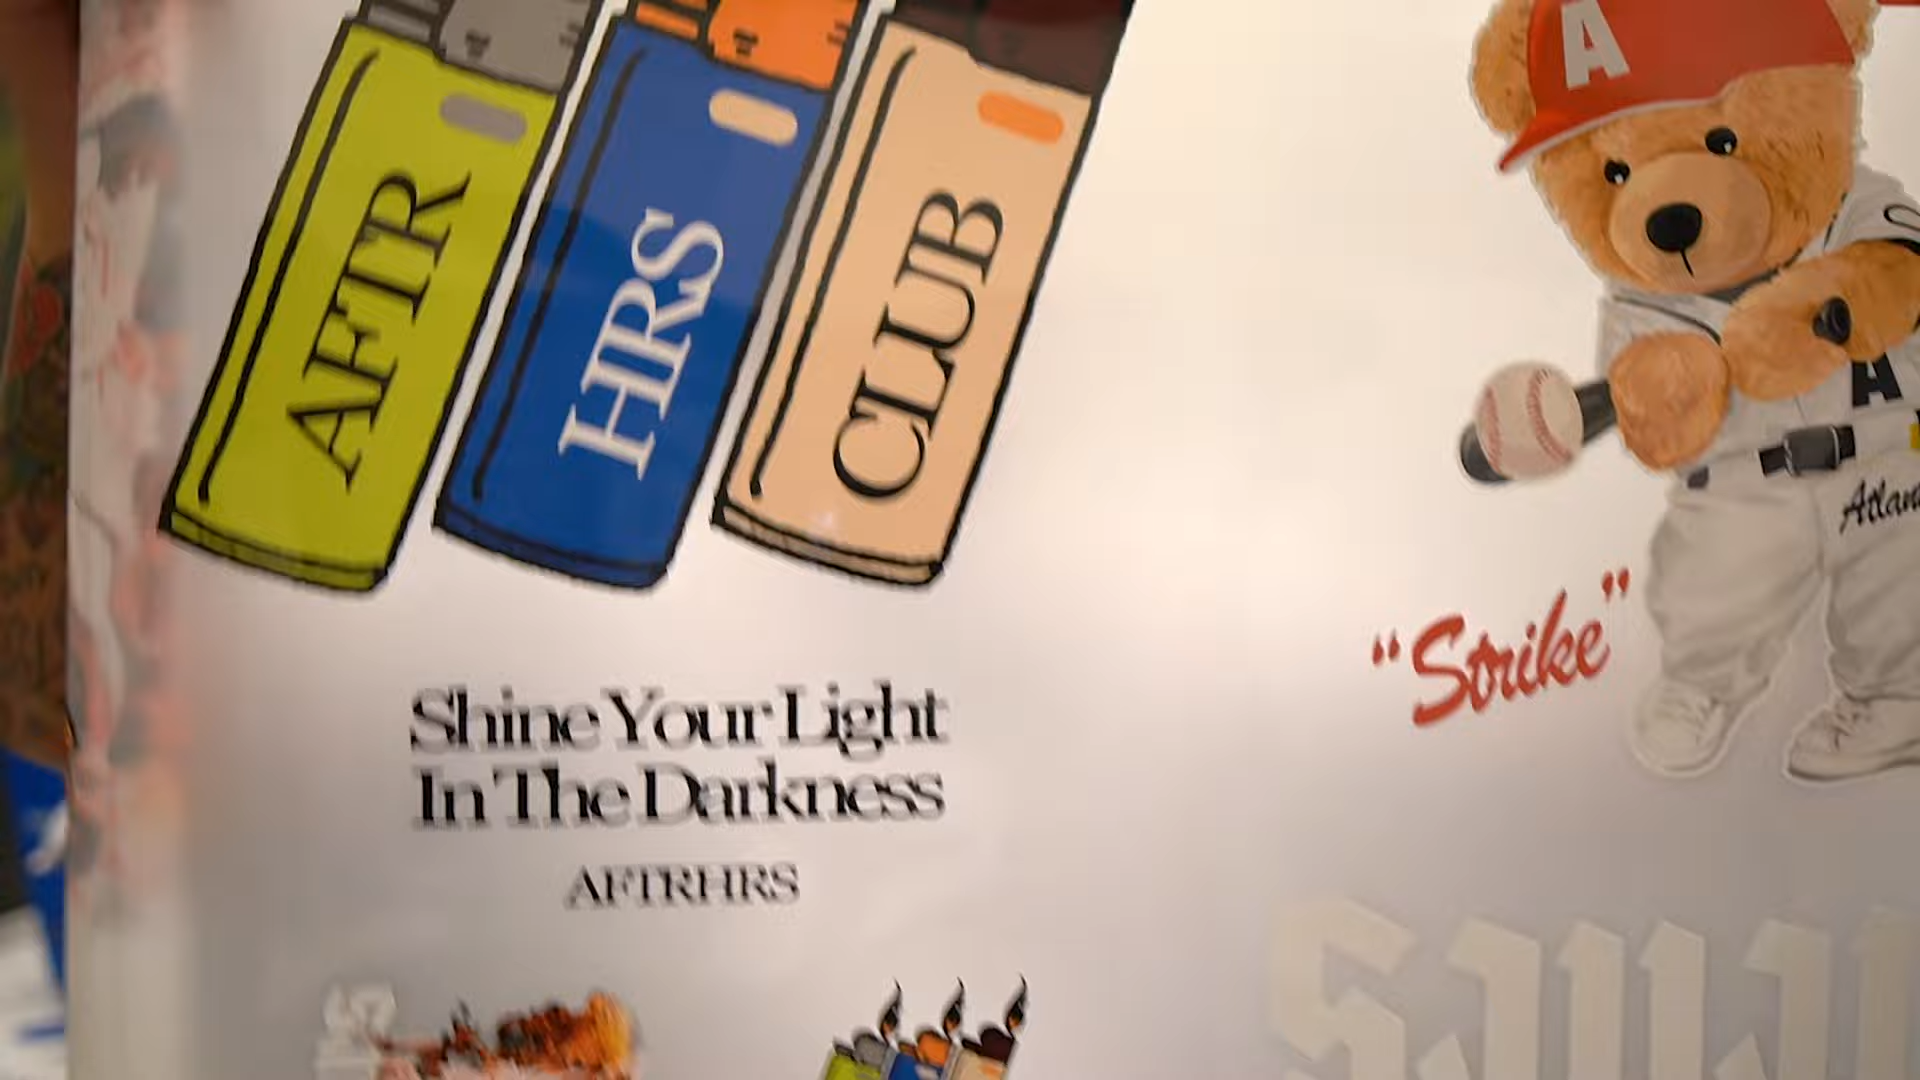 AFTR
HRS
CLUB
Shine Your Light
In The Darkness
AFTRHRS
A
A
"Strike"